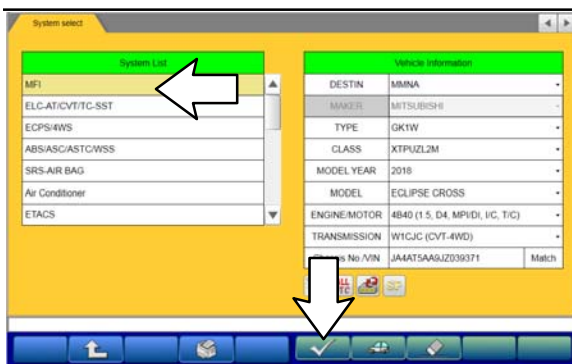 System select
System List
MFI
ELC-AT/CVT/TC-SST
ECPS/4WS
ABS/ASC/ASTC/WSS
SRS-AIR BAG
Air Conditioner
ETACS
Vehicle Information
DESTIN MMNA
MAKER MITSUBISHI
TYPE GK1W
CLASS XTPUZL2M
MODEL YEAR 2018
MODEL ECLIPSE CROSS
ENGINE/MOTOR 4B40 (1.5, D4, MPI/DI, I/C, T/C)
TRANSMISSION W1CJC (CVT-4WD)
No./VIN JA4AT5AA9JZ039371 Match